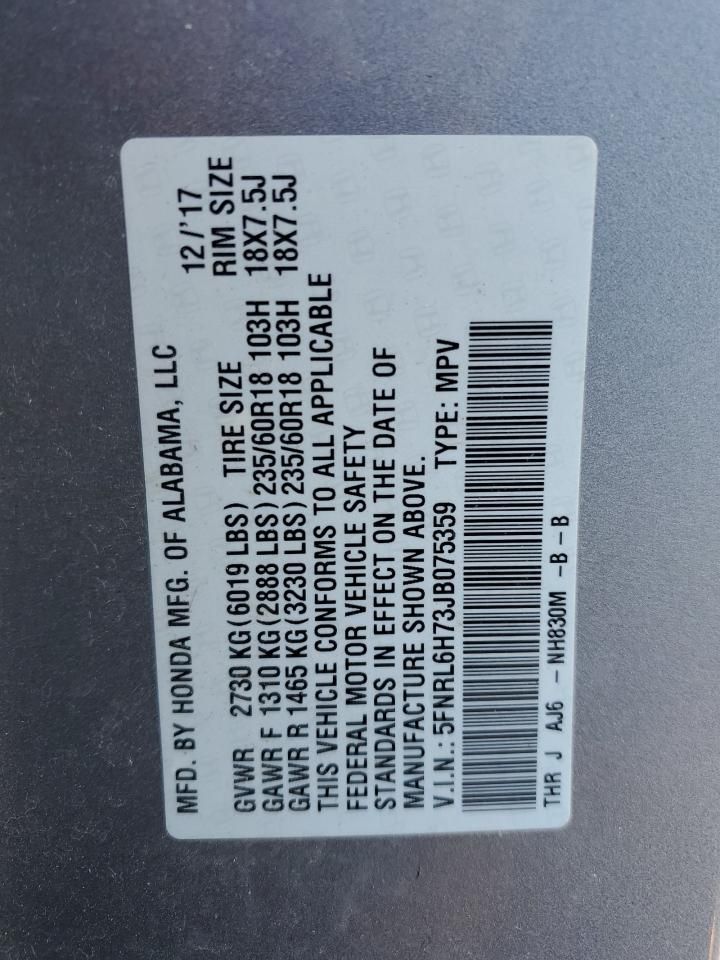 MFD. BY HONDA MFG. OF ALABAMA, LLC 12/'17
GVWR 2730 KG(6019 LBS) TIRE SIZE RIM SIZE
GAWR F 1310 KG(2888 LBS)235/60R18 103H 18X7.5J
GAWR R 1465 KG(3230 LBS)235/60R18 103H 18X7.5J
THIS VEHICLE CONFORMS TO ALL APPLICABLE
FEDERAL MOTOR VEHICLE SAFETY
STANDARDS IN EFFECT ON THE DATE OF
MANUFACTURE SHOWN ABOVE.
V.I.N.: 5FNRL6H73JB075359 TYPE: MPV
THR J AJ6 - NH830M -B -B